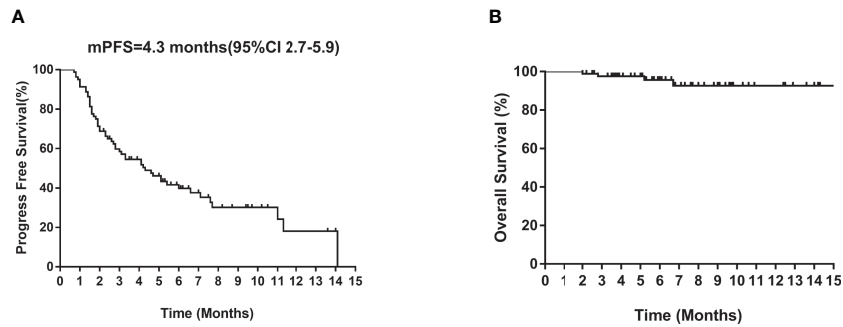 A
mPFS=4.3 months(95%CI 2.7-5.9)
Progress Free Survival(%)
100
80
60
40
20
0
0 1 2 3 4 5 6 7 8 9 10 11 12 13 14 15
Time (Months)
B
Overall Survival (%)
100
80
60
40
20
0
0 1 2 3 4 5 6 7 8 9 10 11 12 13 14 15
Time (Months)